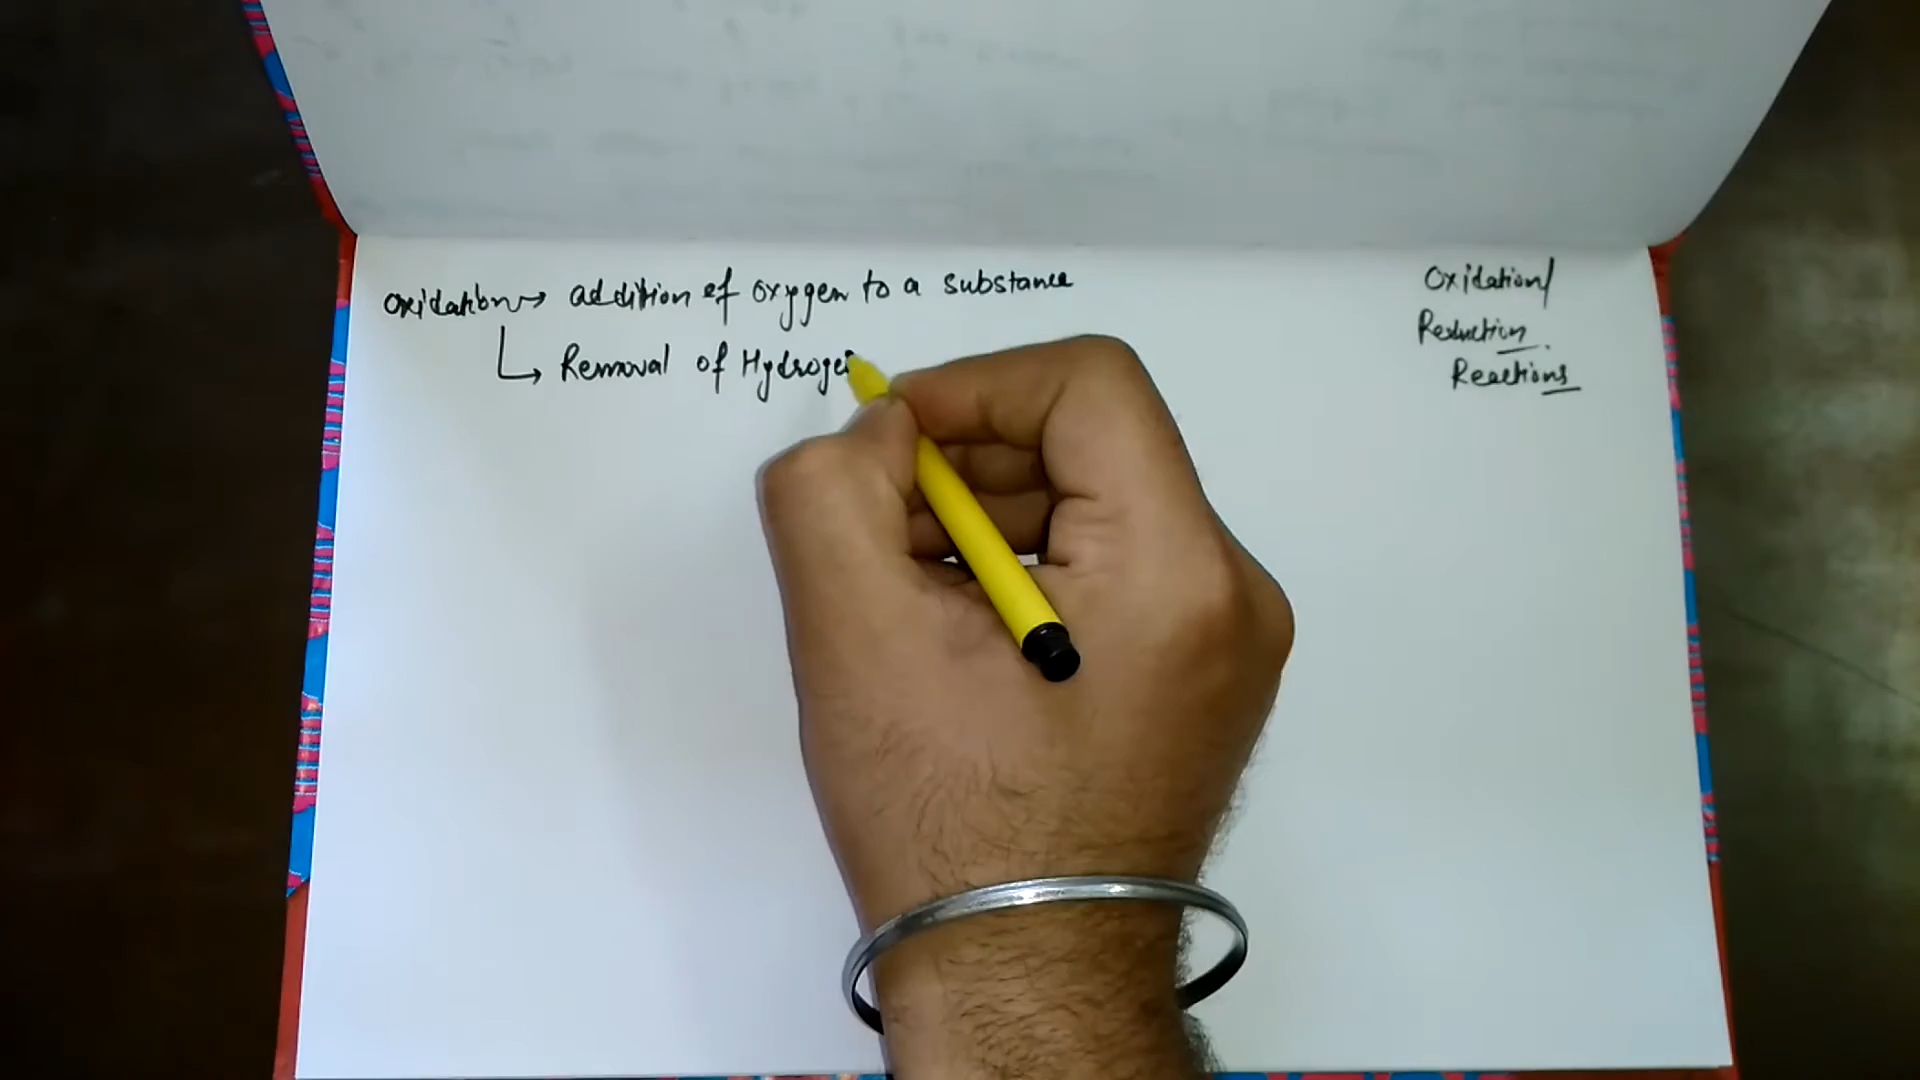 Oxidation → addition of oxygen to a substance
↳ Removal of Hydrogen
Oxidation/
Reduction.
Reactions